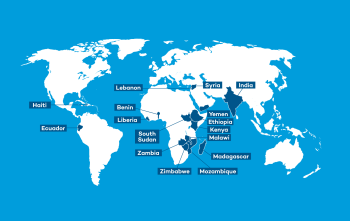 Lebanon
Syria
India
Haiti
Benin
Yemen
Liberia
Ethiopia
Ecuador
Kenya
South
Sudan
Malawi
Zambia
Madagascar
Zimbabwe
Mozambique